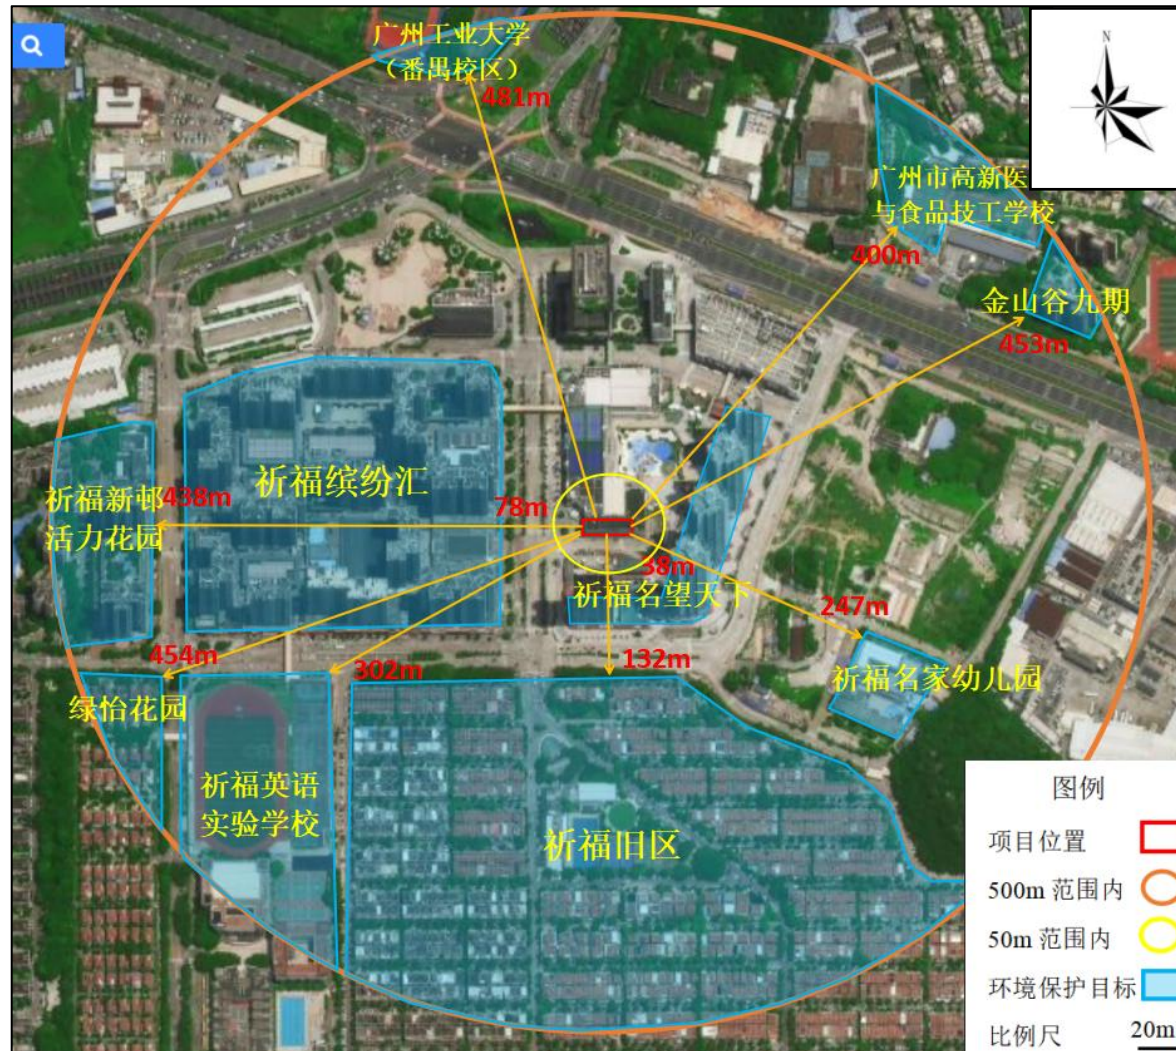 广州工业大学
（番禺校区）
481m
N
广州市高新医
与食品技工学校
400m
金山谷九期
453m
祈福缤纷汇
祈福新邨
活力花园
438m
78m
38m
祈福名望天下
247m
祈福名家幼儿园
454m
302m
132m
绿怡花园
祈福英语
实验学校
祈福旧区
图例
项目位置
500m 范围内
50m 范围内
环境保护目标
比例尺 20m